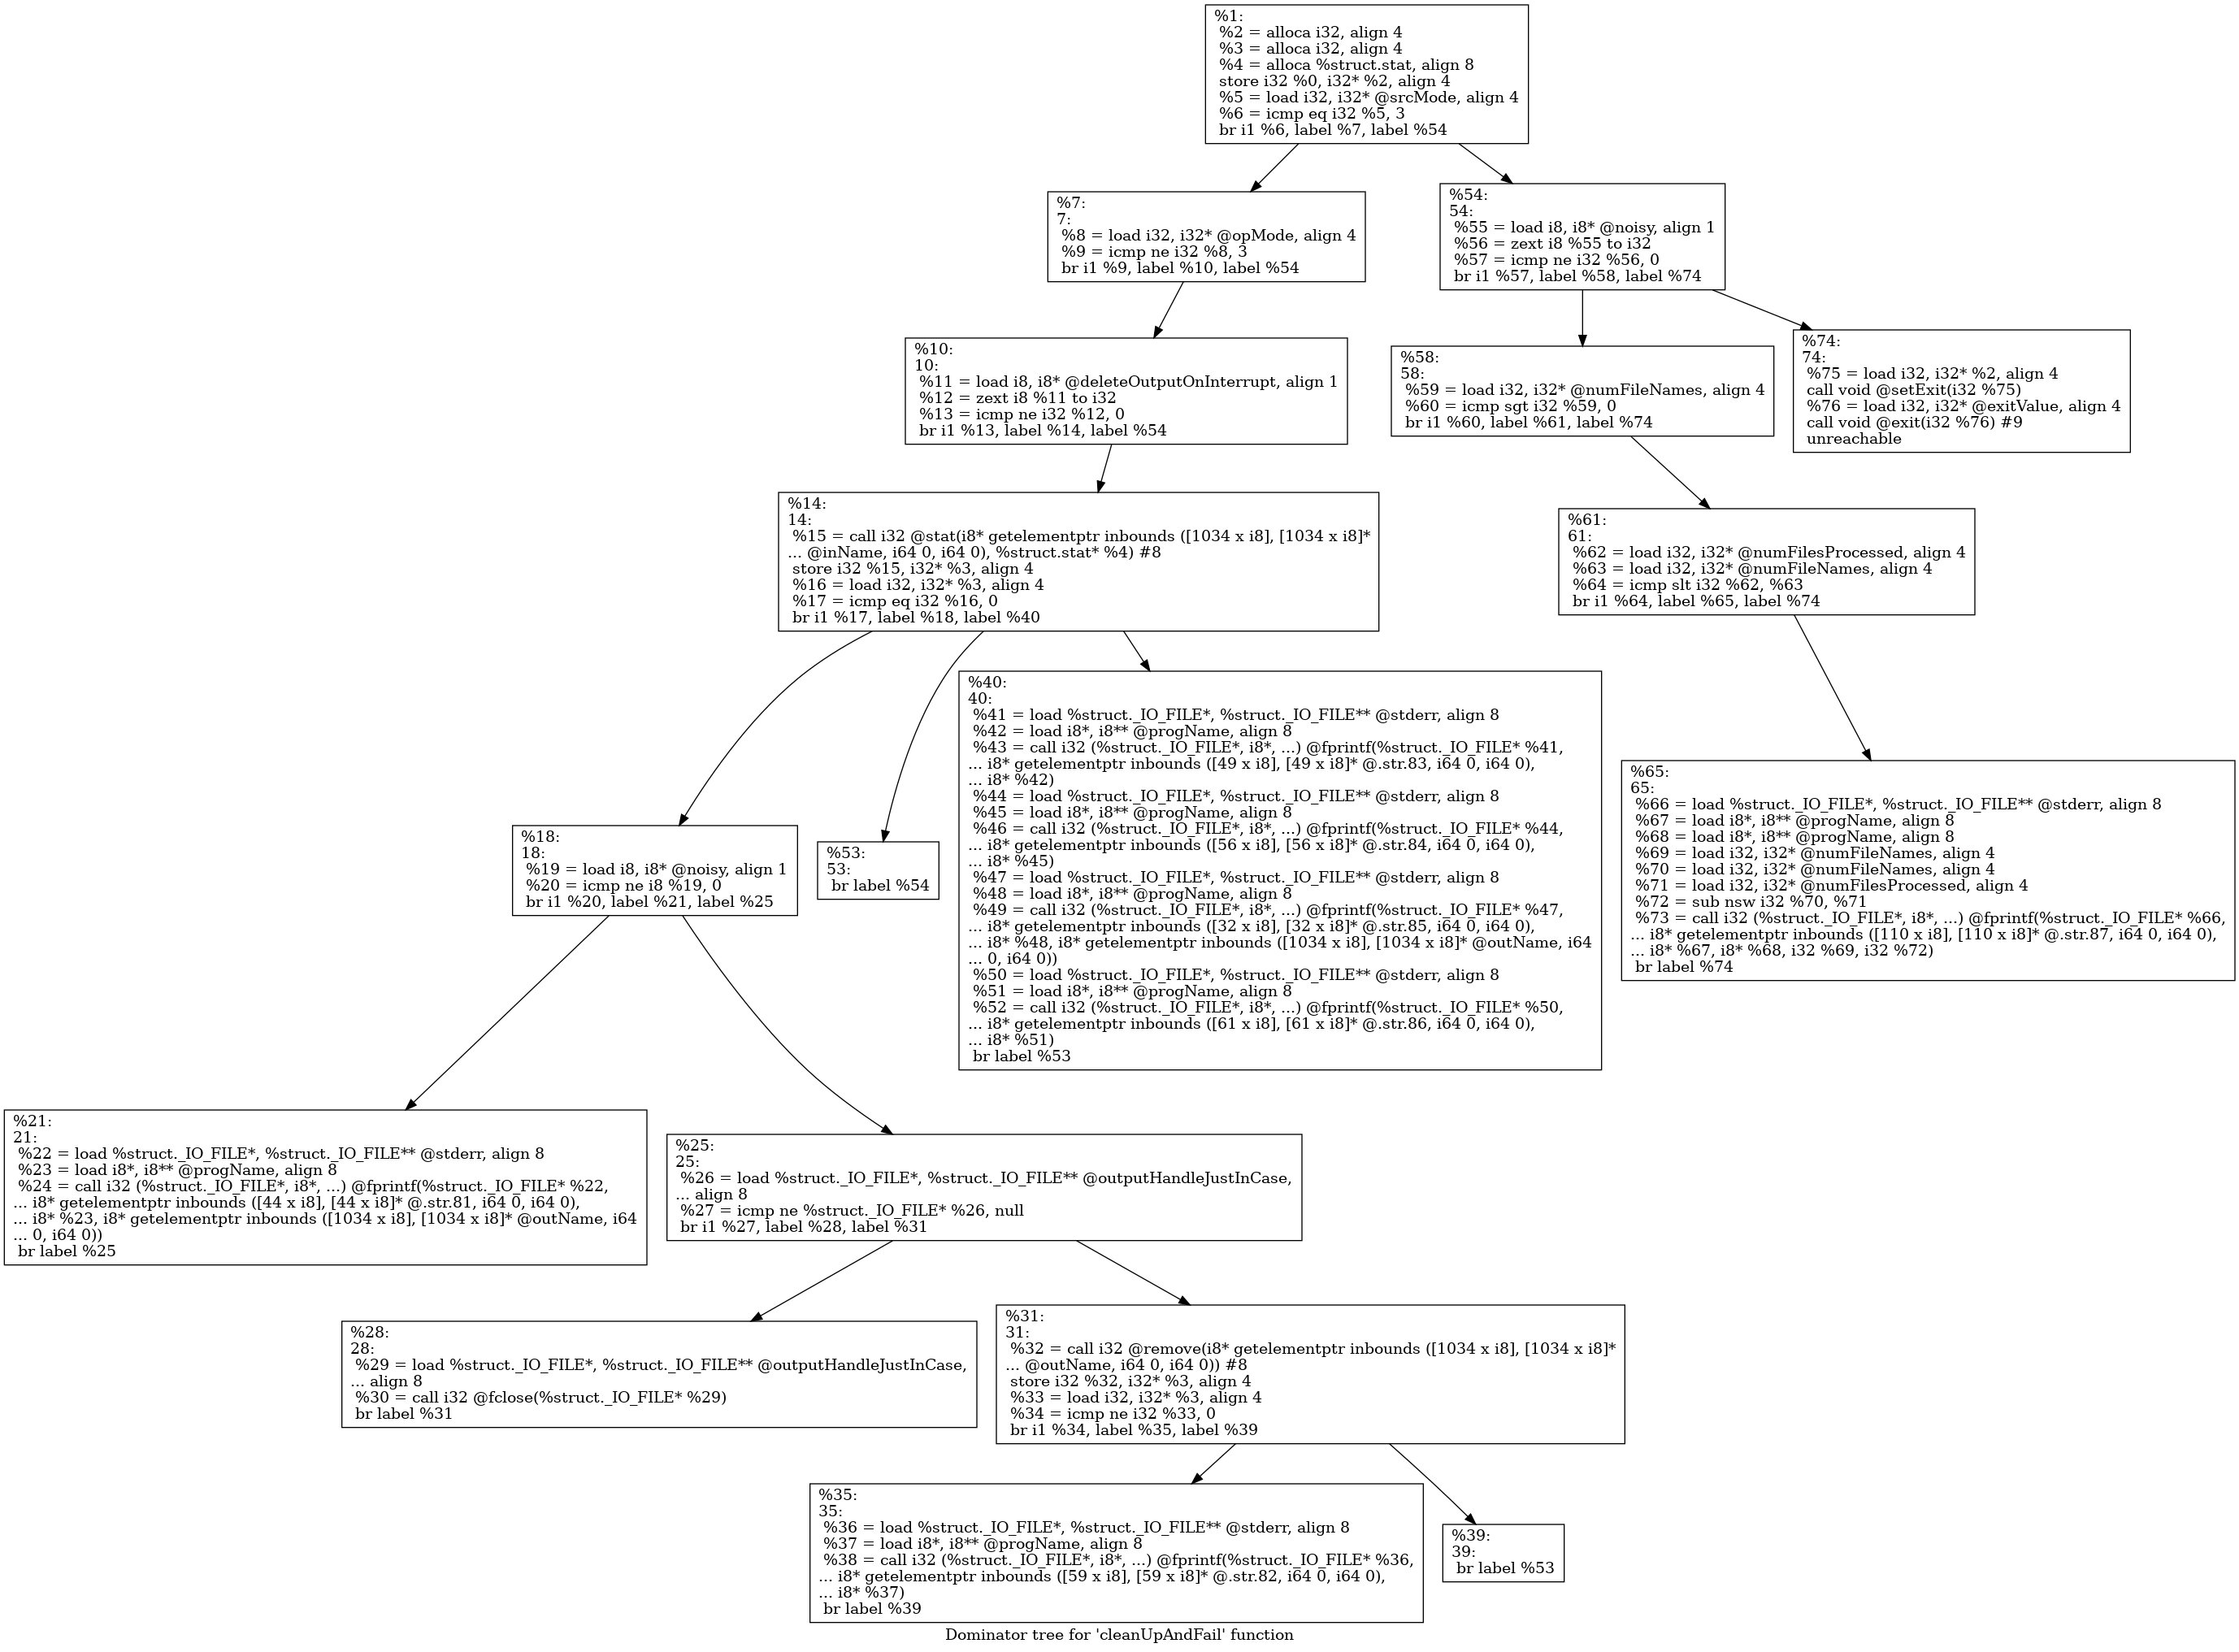 %1:
%2 = alloca i32, align 4
%3 = alloca i32, align 4
%4 = alloca %struct.stat, align 8
store i32 %0, i32* %2, align 4
%5 = load i32, i32* @srcMode, align 4
%6 = icmp eq i32 %5, 3
br i1 %6, label %7, label %54
%7:
7:
%8 = load i32, i32* @opMode, align 4
%9 = icmp ne i32 %8, 3
br i1 %9, label %10, label %54
%54:
54:
%55 = load i8, i8* @noisy, align 1
%56 = zext i8 %55 to i32
%57 = icmp ne i32 %56, 0
br i1 %57, label %58, label %74
%10:
10:
%11 = load i8, i8* @deleteOutputOnInterrupt, align 1
%12 = zext i8 %11 to i32
%13 = icmp ne i32 %12, 0
br i1 %13, label %14, label %54
%58:
58:
%59 = load i32, i32* @numFileNames, align 4
%60 = icmp sgt i32 %59, 0
br i1 %60, label %61, label %74
%74:
74:
%75 = load i32, i32* %2, align 4
call void @setExit(i32 %75)
%76 = load i32, i32* @exitValue, align 4
call void @exit(i32 %76) #9
unreachable
%14:
14:
%15 = call i32 @stat(i8* getelementptr inbounds ([1034 x i8], [1034 x i8]*
... @inName, i64 0, i64 0), %struct.stat* %4) #8
store i32 %15, i32* %3, align 4
%16 = load i32, i32* %3, align 4
%17 = icmp eq i32 %16, 0
br i1 %17, label %18, label %40
%61:
61:
%62 = load i32, i32* @numFilesProcessed, align 4
%63 = load i32, i32* @numFileNames, align 4
%64 = icmp slt i32 %62, %63
br i1 %64, label %65, label %74
%18:
18:
%19 = load i8, i8* @noisy, align 1
%20 = icmp ne i8 %19, 0
br i1 %20, label %21, label %25
%53:
53:
br label %54
%40:
40:
%41 = load %struct._IO_FILE*, %struct._IO_FILE** @stderr, align 8
%42 = load i8*, i8** @progName, align 8
%43 = call i32 (%struct._IO_FILE*, i8*, ...) @fprintf(%struct._IO_FILE* %41,
... i8* getelementptr inbounds ([49 x i8], [49 x i8]* @.str.83, i64 0, i64 0),
... i8* %42)
%44 = load %struct._IO_FILE*, %struct._IO_FILE** @stderr, align 8
%45 = load i8*, i8** @progName, align 8
%46 = call i32 (%struct._IO_FILE*, i8*, ...) @fprintf(%struct._IO_FILE* %44,
... i8* getelementptr inbounds ([56 x i8], [56 x i8]* @.str.84, i64 0, i64 0),
... i8* %45)
%47 = load %struct._IO_FILE*, %struct._IO_FILE** @stderr, align 8
%48 = load i8*, i8** @progName, align 8
%49 = call i32 (%struct._IO_FILE*, i8*, ...) @fprintf(%struct._IO_FILE* %47,
... i8* getelementptr inbounds ([32 x i8], [32 x i8]* @.str.85, i64 0, i64 0),
... i8* %48, i8* getelementptr inbounds ([1034 x i8], [1034 x i8]* @outName, i64
... 0, i64 0))
%50 = load %struct._IO_FILE*, %struct._IO_FILE** @stderr, align 8
%51 = load i8*, i8** @progName, align 8
%52 = call i32 (%struct._IO_FILE*, i8*, ...) @fprintf(%struct._IO_FILE* %50,
... i8* getelementptr inbounds ([61 x i8], [61 x i8]* @.str.86, i64 0, i64 0),
... i8* %51)
br label %53
%65:
65:
%66 = load %struct._IO_FILE*, %struct._IO_FILE** @stderr, align 8
%67 = load i8*, i8** @progName, align 8
%68 = load i8*, i8** @progName, align 8
%69 = load i32, i32* @numFileNames, align 4
%70 = load i32, i32* @numFileNames, align 4
%71 = load i32, i32* @numFilesProcessed, align 4
%72 = sub nsw i32 %70, %71
%73 = call i32 (%struct._IO_FILE*, i8*, ...) @fprintf(%struct._IO_FILE* %66,
... i8* getelementptr inbounds ([110 x i8], [110 x i8]* @.str.87, i64 0, i64 0),
... i8* %67, i8* %68, i32 %69, i32 %72)
br label %74
%21:
21:
%22 = load %struct._IO_FILE*, %struct._IO_FILE** @stderr, align 8
%23 = load i8*, i8** @progName, align 8
%24 = call i32 (%struct._IO_FILE*, i8*, ...) @fprintf(%struct._IO_FILE* %22,
... i8* getelementptr inbounds ([44 x i8], [44 x i8]* @.str.81, i64 0, i64 0),
... i8* %23, i8* getelementptr inbounds ([1034 x i8], [1034 x i8]* @outName, i64
... 0, i64 0))
br label %25
%25:
25:
%26 = load %struct._IO_FILE*, %struct._IO_FILE** @outputHandleJustInCase,
... align 8
%27 = icmp ne %struct._IO_FILE* %26, null
br i1 %27, label %28, label %31
%28:
28:
%29 = load %struct._IO_FILE*, %struct._IO_FILE** @outputHandleJustInCase,
... align 8
%30 = call i32 @fclose(%struct._IO_FILE* %29)
br label %31
%31:
31:
%32 = call i32 @remove(i8* getelementptr inbounds ([1034 x i8], [1034 x i8]*
... @outName, i64 0, i64 0)) #8
store i32 %32, i32* %3, align 4
%33 = load i32, i32* %3, align 4
%34 = icmp ne i32 %33, 0
br i1 %34, label %35, label %39
%35:
35:
%36 = load %struct._IO_FILE*, %struct._IO_FILE** @stderr, align 8
%37 = load i8*, i8** @progName, align 8
%38 = call i32 (%struct._IO_FILE*, i8*, ...) @fprintf(%struct._IO_FILE* %36,
... i8* getelementptr inbounds ([59 x i8], [59 x i8]* @.str.82, i64 0, i64 0),
... i8* %37)
br label %39
%39:
39:
br label %53
Dominator tree for 'cleanUpAndFail' function